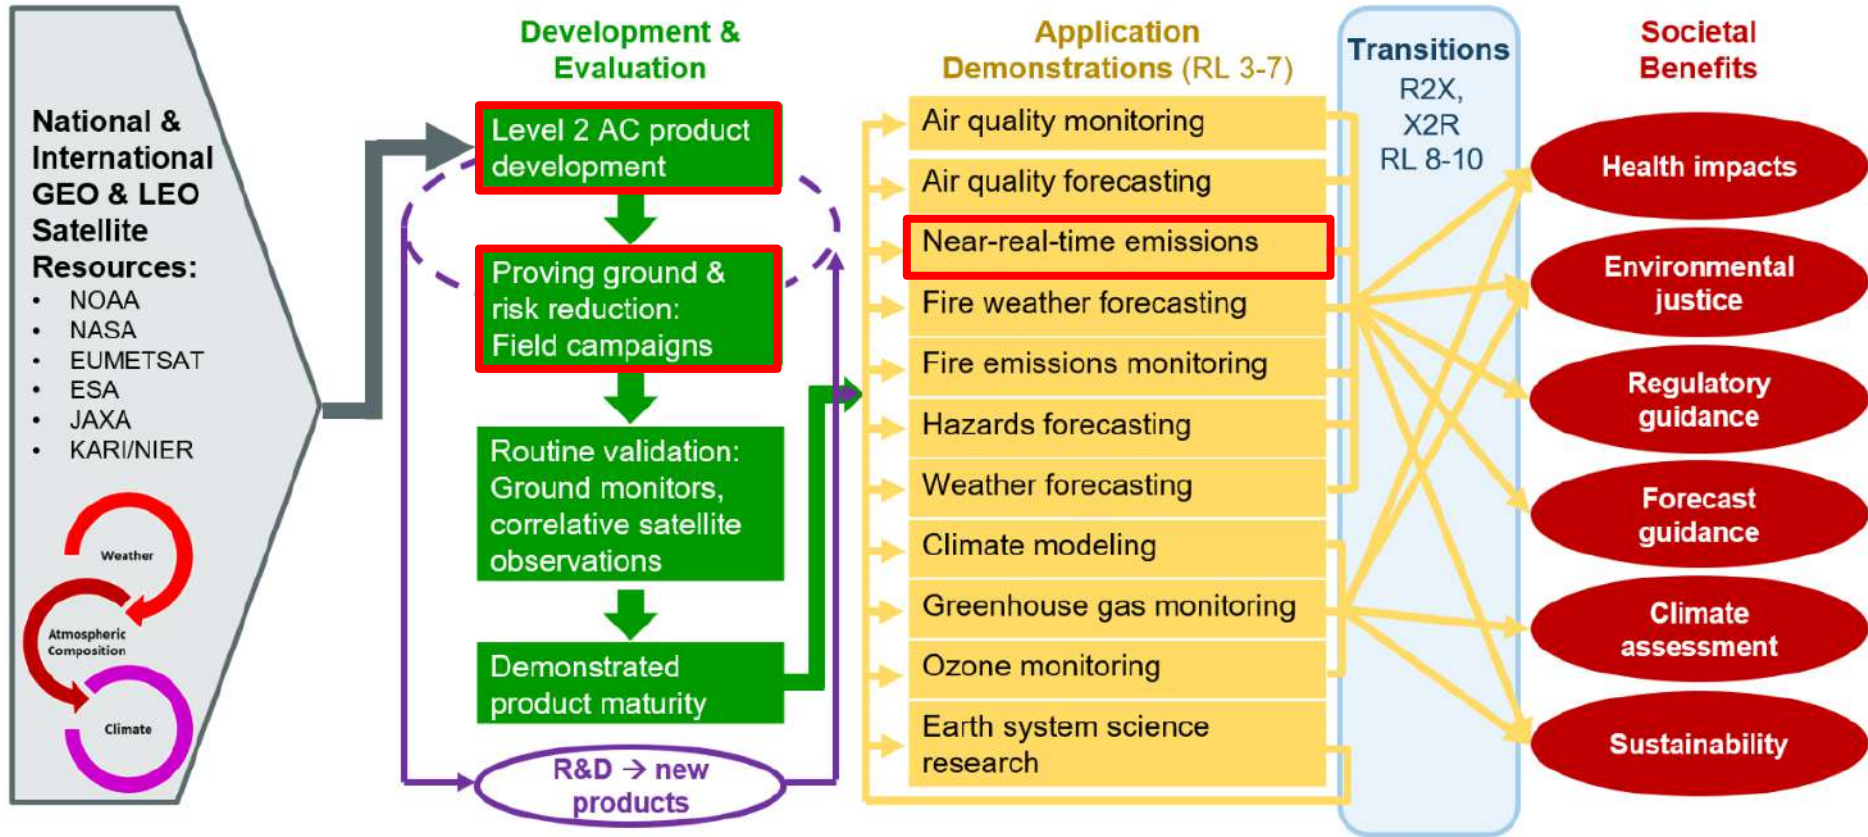 National &
International
GEO & LEO
Satellite
Resources:
• NOAA
• NASA
• EUMETSAT
• ESA
• JAXA
• KARI/NIER
Weather
Atmospheric
Composition
Climate
Development &
Evaluation
Level 2 AC product
development
Proving ground &
risk reduction:
Field campaigns
Routine validation:
Ground monitors,
correlative satellite
observations
Demonstrated
product maturity
R&D → new
products
Application
Demonstrations (RL 3-7)
Air quality monitoring
Air quality forecasting
Near-real-time emissions
Fire weather forecasting
Fire emissions monitoring
Hazards forecasting
Weather forecasting
Climate modeling
Greenhouse gas monitoring
Ozone monitoring
Earth system science
research
Transitions
R2X,
X2R
RL 8-10
Societal
Benefits
Health impacts
Environmental
justice
Regulatory
guidance
Forecast
guidance
Climate
assessment
Sustainability